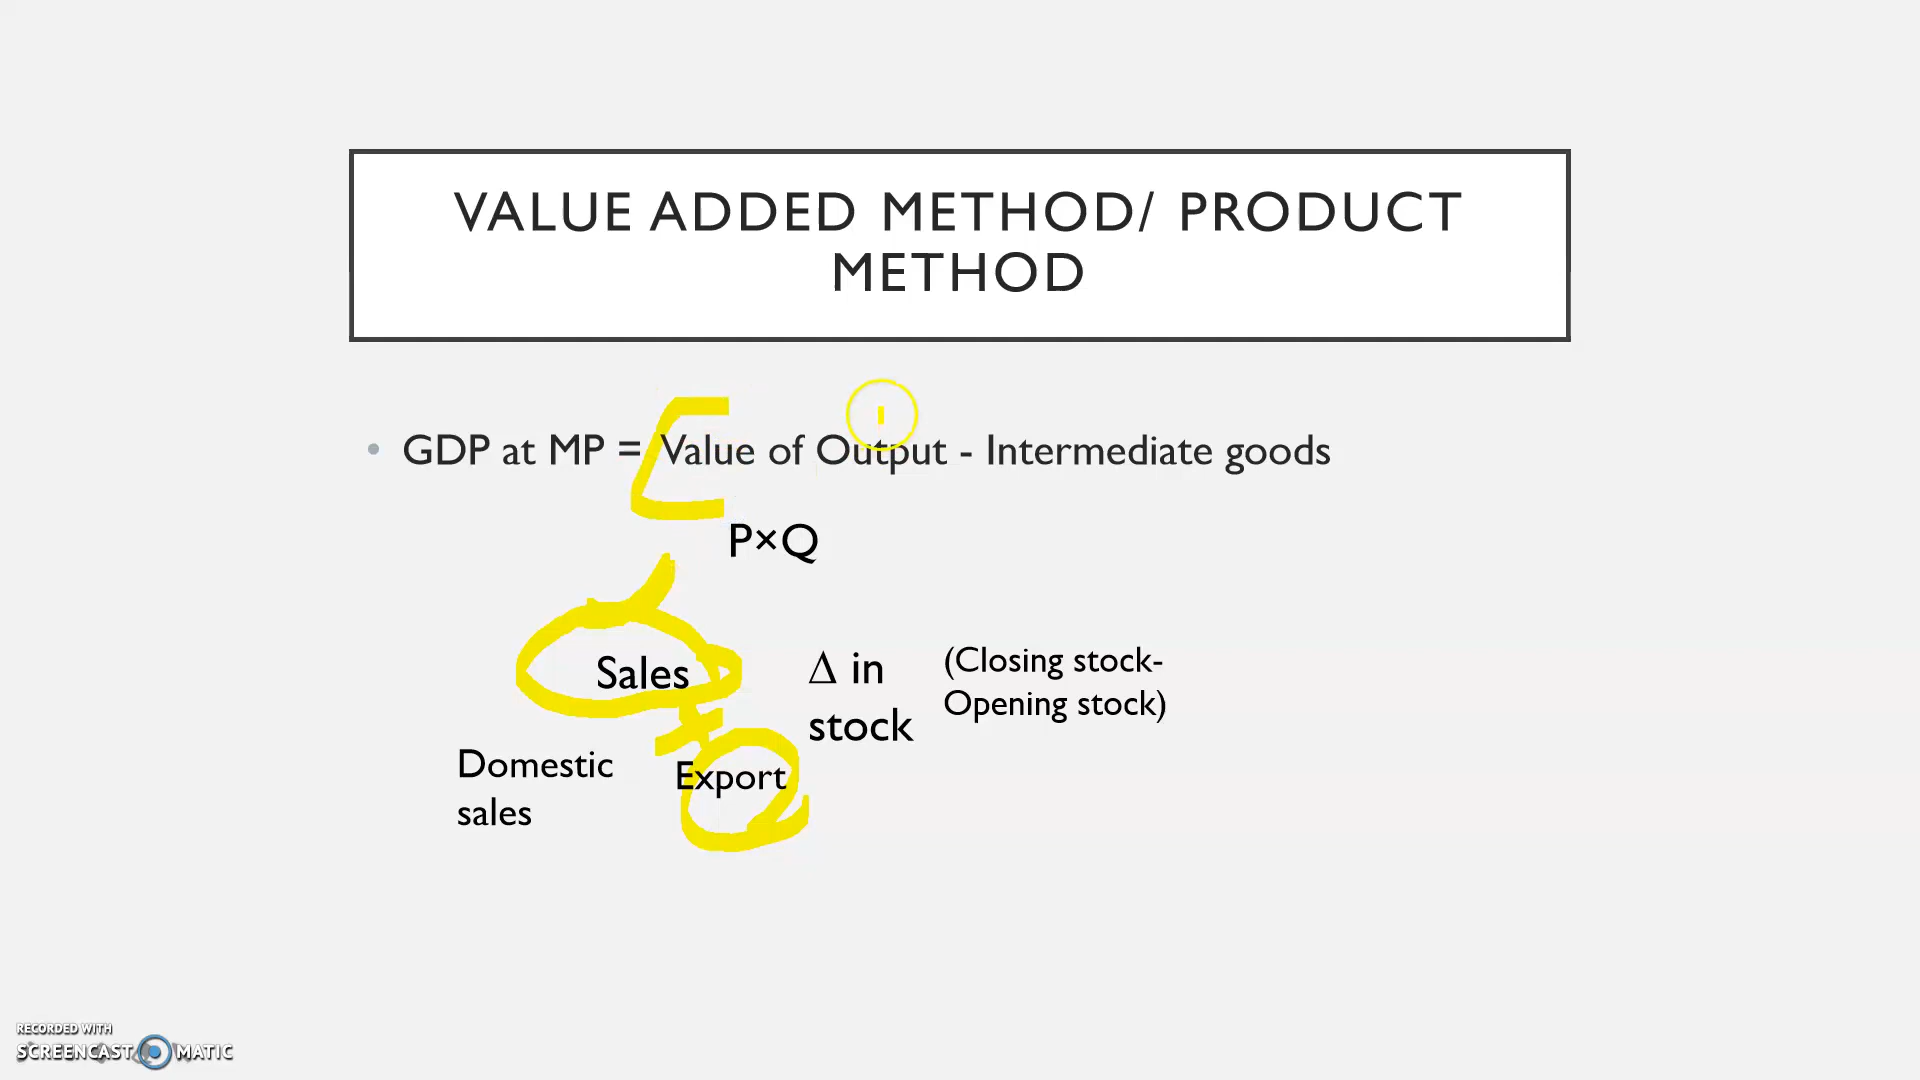 VALUE ADDED METHOD/ PRODUCT
METHOD
• GDP at MP = Value of Output - Intermediate goods
P×Q
Sales
Δ in
stock
(Closing stock-
Opening stock)
Domestic
sales
Export
RECORDED WITH
SCREENCAST-O-MATIC